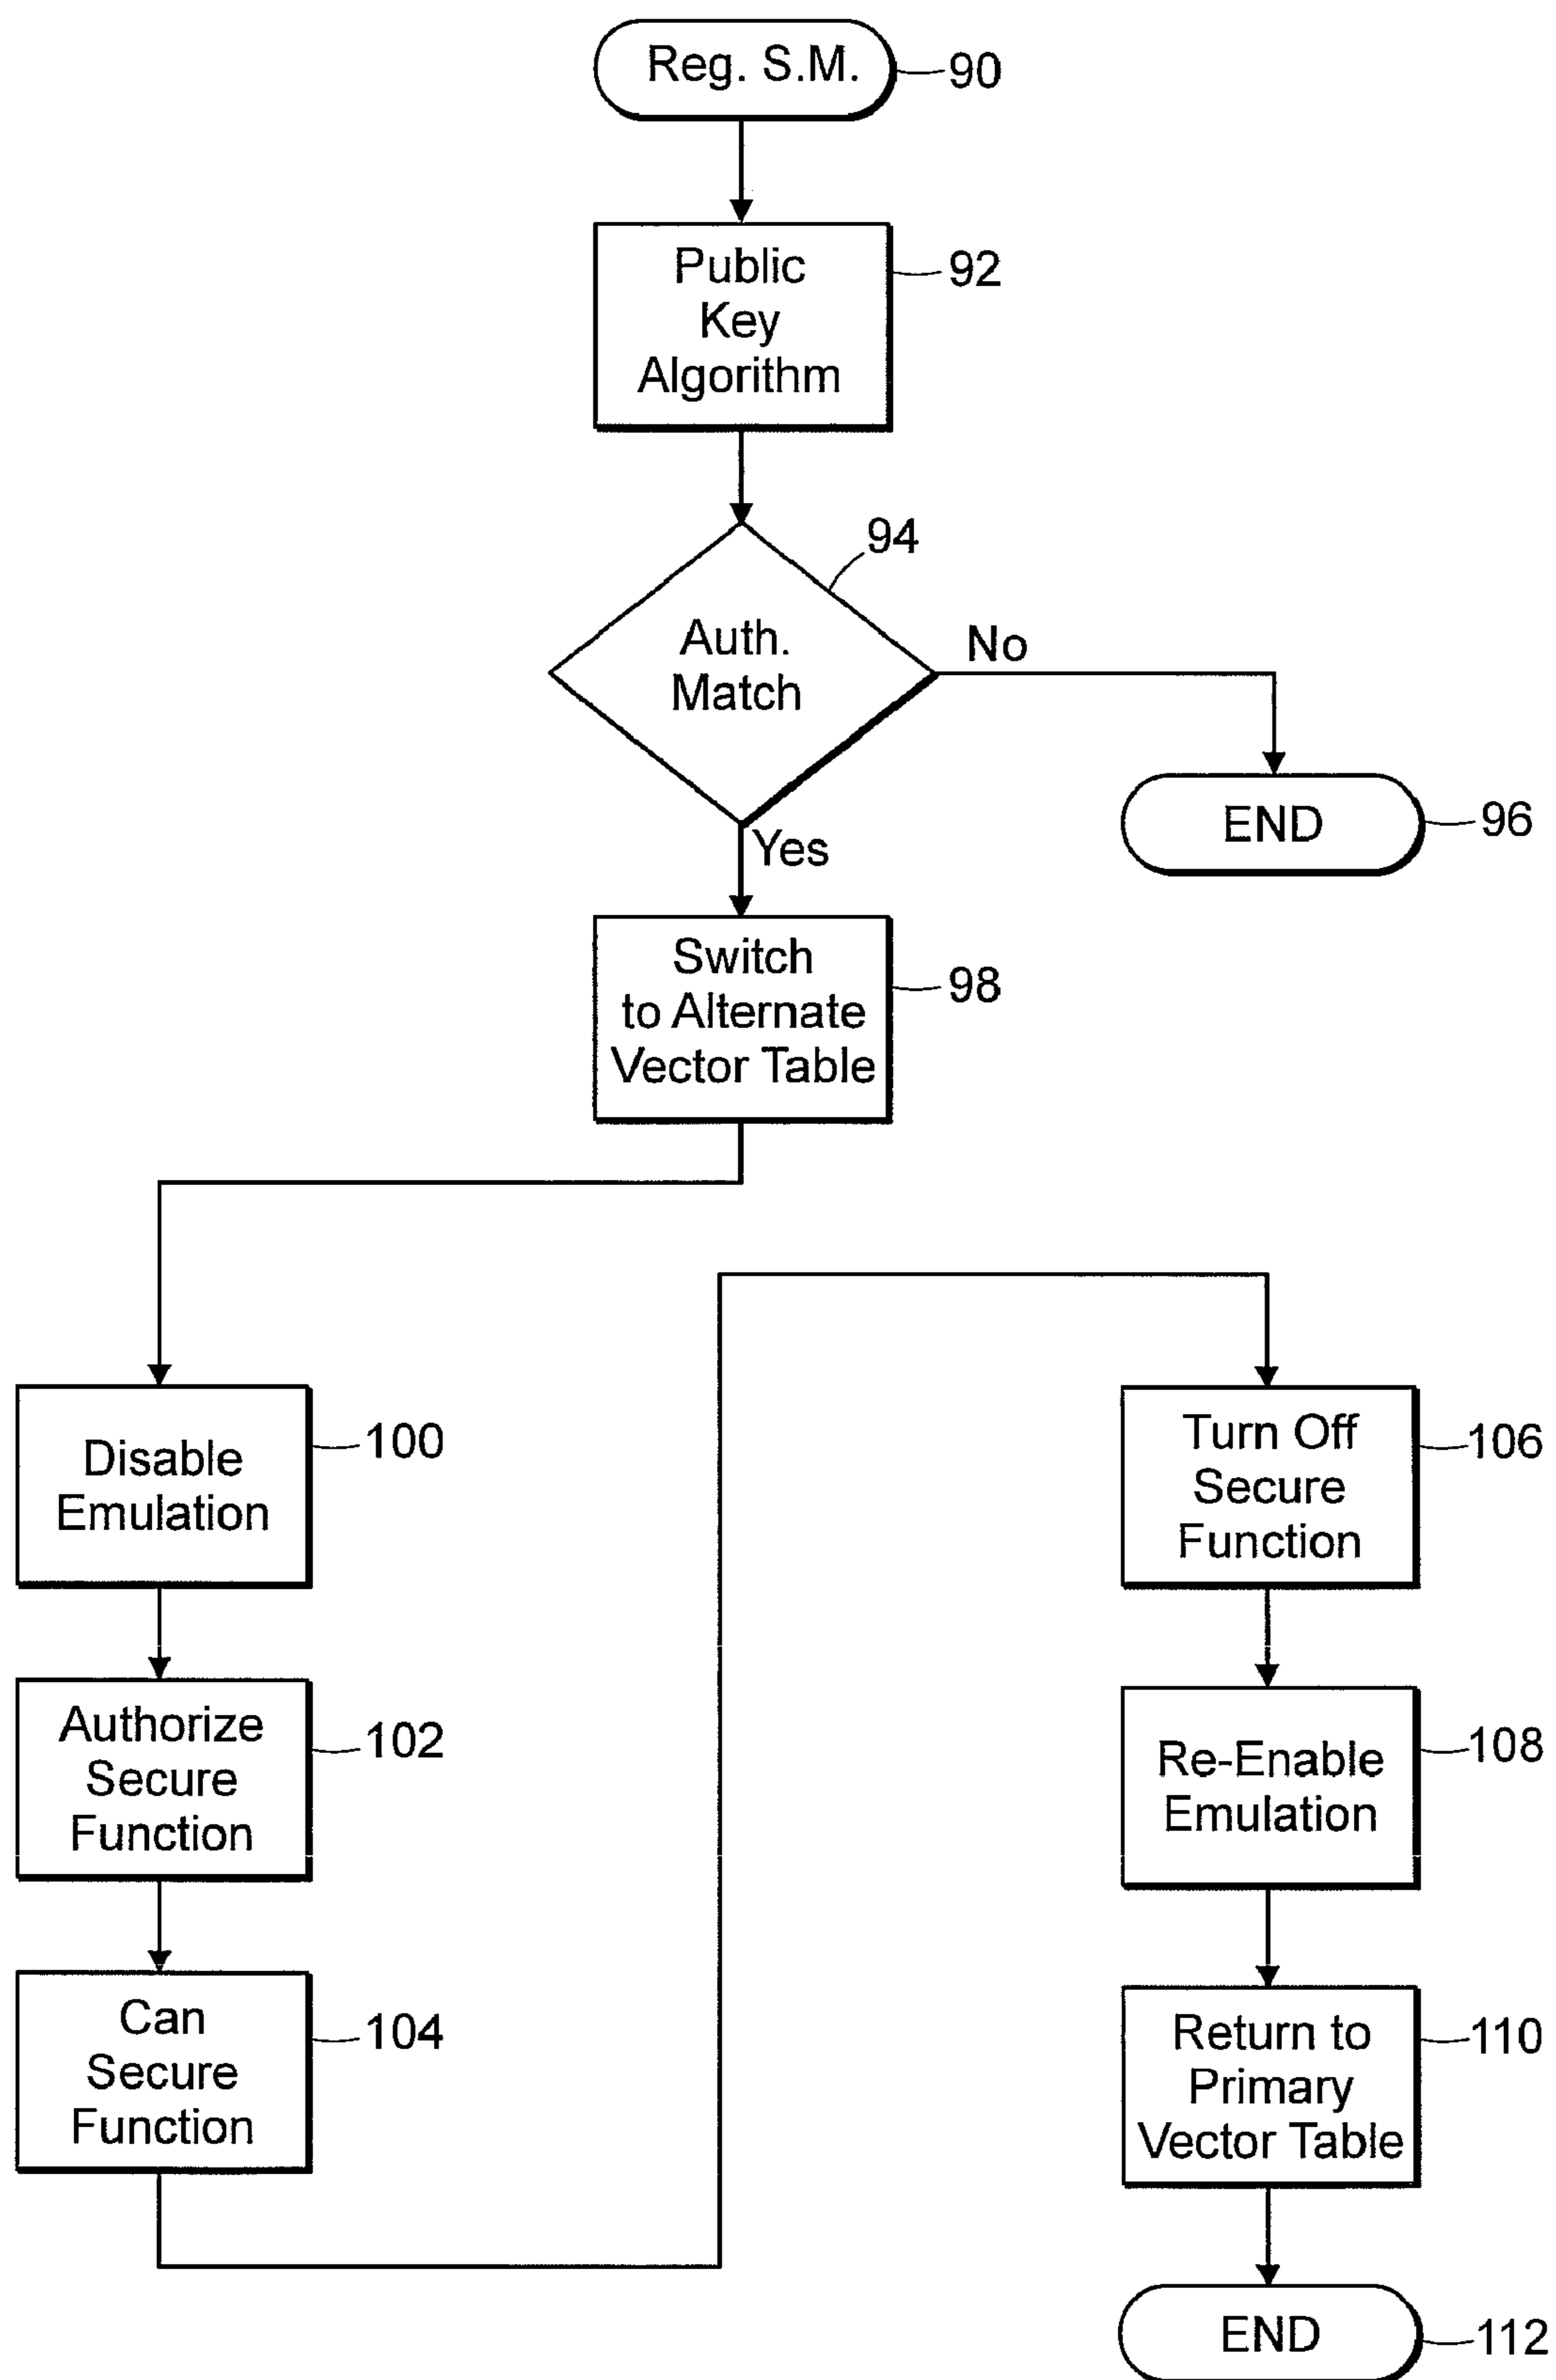 Reg. S.M.
90
Public
Key
Algorithm
92
94
Auth.
Match
No
END
96
Yes
Switch
to Alternate
Vector Table
98
Disable
Emulation
100
Authorize
Secure
Function
102
Can
Secure
Function
104
Turn Off
Secure
Function
106
Re-Enable
Emulation
108
Return to
Primary
Vector Table
110
END
112